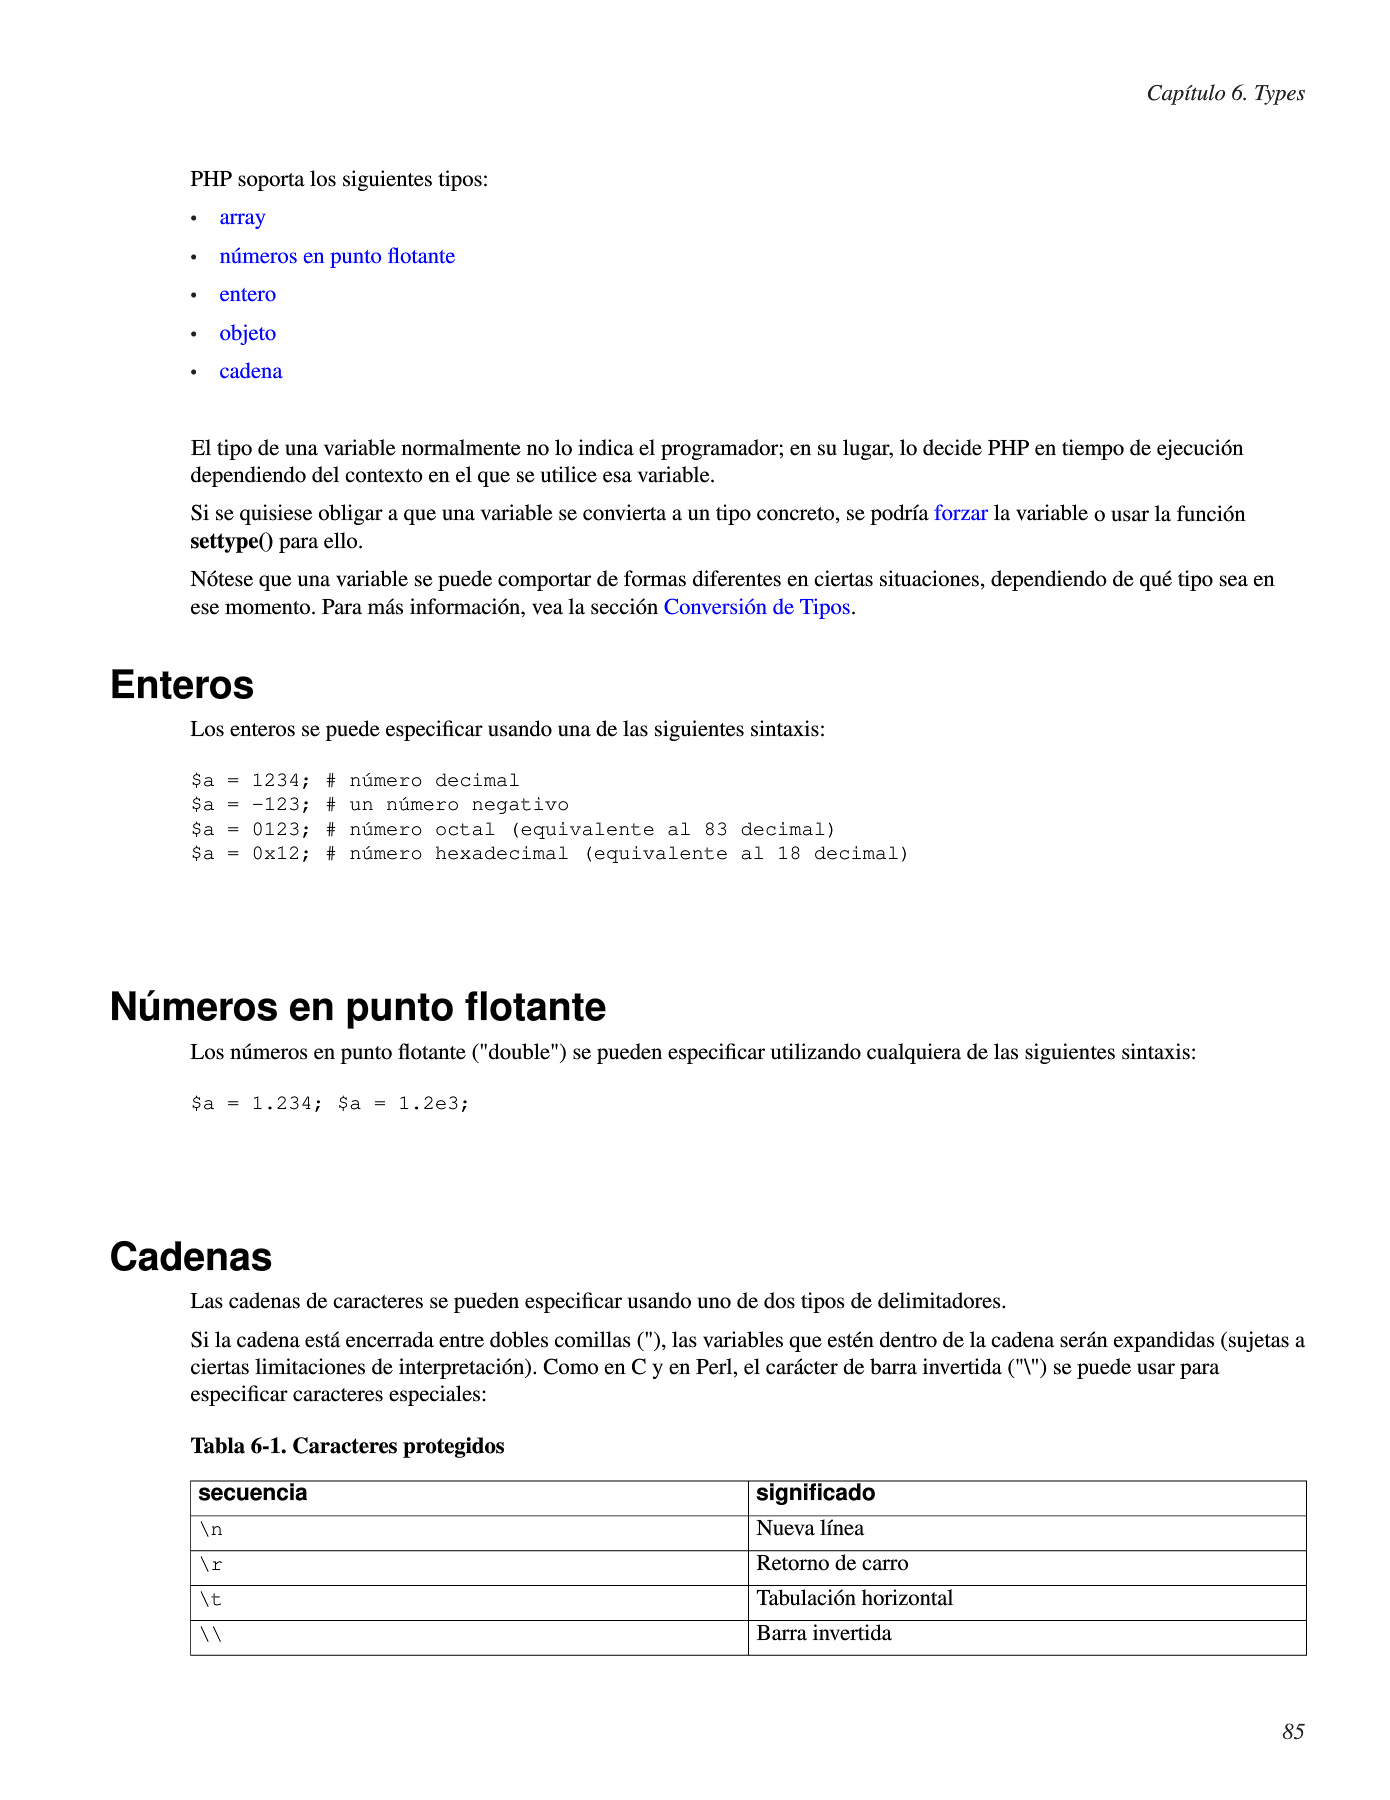 Capítulo 6. Types
PHP soporta los siguientes tipos:
• array
• números en punto flotante
• entero
• objeto
• cadena
El tipo de una variable normalmente no lo indica el programador; en su lugar, lo decide PHP en tiempo de ejecución
dependiendo del contexto en el que se utilice esa variable.
Si se quisiese obligar a que una variable se convierta a un tipo concreto, se podría forzar la variable o usar la función
settype() para ello.
Nótese que una variable se puede comportar de formas diferentes en ciertas situaciones, dependiendo de qué tipo sea en
ese momento. Para más información, vea la sección Conversión de Tipos.
Enteros
Los enteros se puede especificar usando una de las siguientes sintaxis:
$a = 1234; # número decimal
$a = -123; # un número negativo
$a = 0123; # número octal (equivalente al 83 decimal)
$a = 0x12; # número hexadecimal (equivalente al 18 decimal)
Números en punto flotante
Los números en punto flotante ("double") se pueden especificar utilizando cualquiera de las siguientes sintaxis:
$a = 1.234; $a = 1.2e3;
Cadenas
Las cadenas de caracteres se pueden especificar usando uno de dos tipos de delimitadores.
Si la cadena está encerrada entre dobles comillas ("), las variables que estén dentro de la cadena serán expandidas (sujetas a
ciertas limitaciones de interpretación). Como en C y en Perl, el carácter de barra invertida ("\") se puede usar para
especificar caracteres especiales:
Tabla 6-1. Caracteres protegidos
secuencia significado
\n Nueva línea
\r Retorno de carro
\t Tabulación horizontal
\\ Barra invertida
85